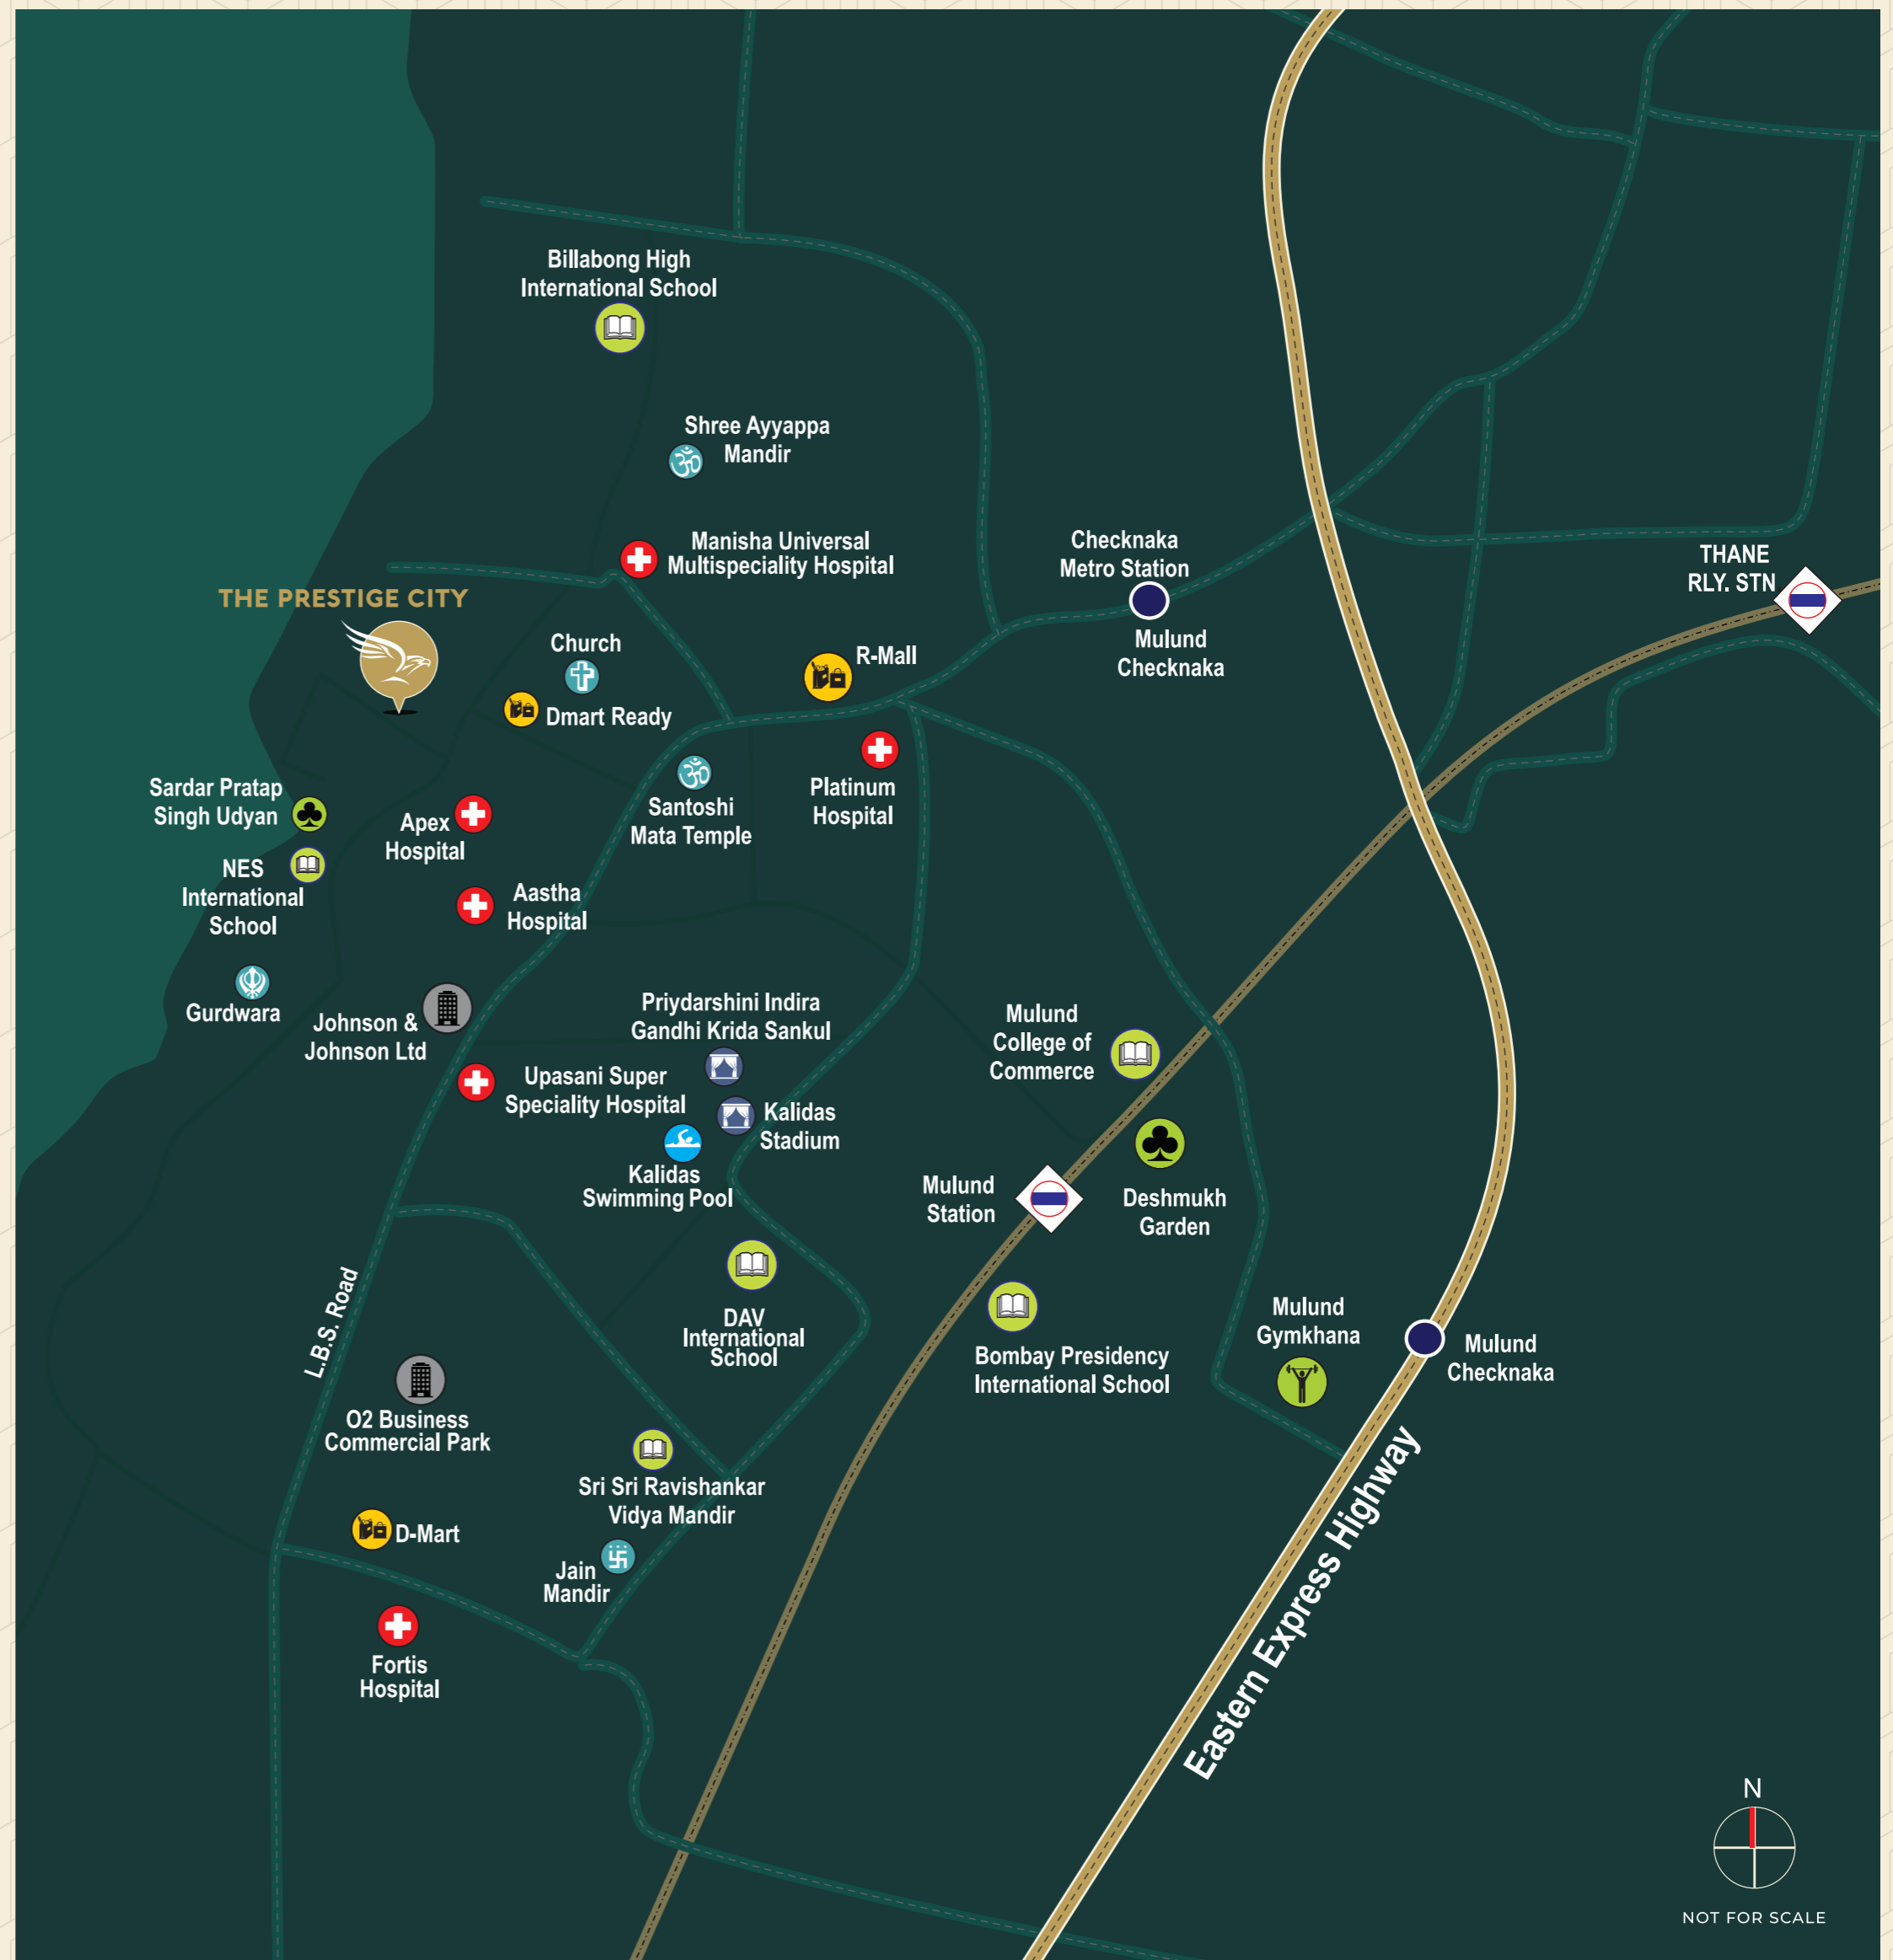 Billabong High
International School
Shree Ayyappa
Mandir
Manisha Universal
Multispeciality Hospital
Checknaka
Metro Station
Mulund
Checknaka
THANE
RLY. STN
THE PRESTIGE CITY
Church
R-Mall
Dmart Ready
Sardar Pratap
Singh Udyan
Apex
Hospital
Santoshi
Mata Temple
Platinum
Hospital
NES
International
School
Aastha
Hospital
Gurdwara
Johnson &
Johnson Ltd
Priydarshini Indira
Gandhi Krida Sankul
Mulund
College of
Commerce
Upasani Super
Speciality Hospital
Kalidas
Stadium
Kalidas
Swimming Pool
Mulund
Station
Deshmukh
Garden
L.B.S. Road
DAV
International
School
Bombay Presidency
International School
Mulund
Gymkhana
Mulund
Checknaka
O2 Business
Commercial Park
Sri Sri Ravishankar
Vidya Mandir
D-Mart
Jain
Mandir
Eastern Express Highway
Fortis
Hospital
N
NOT FOR SCALE